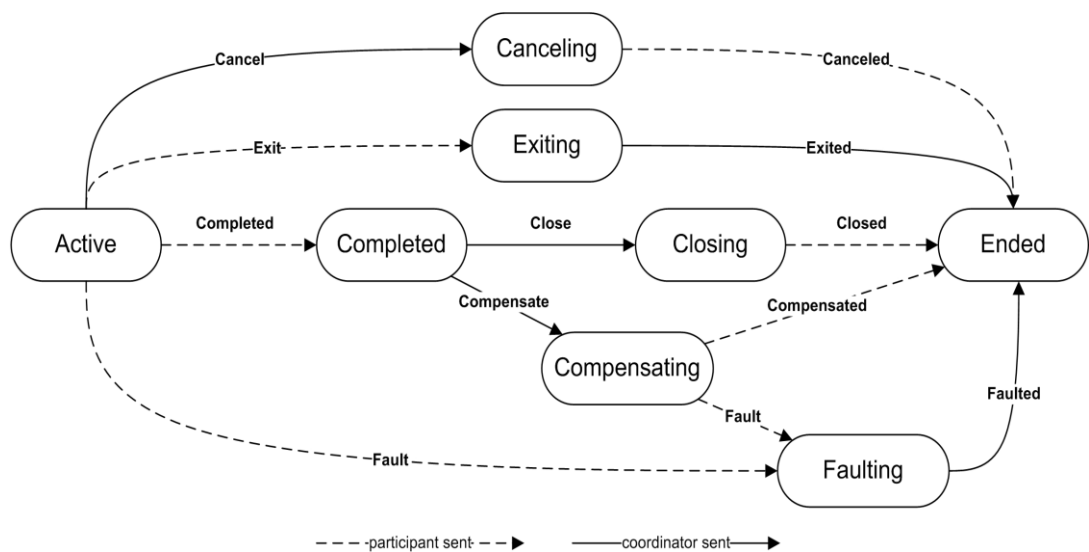 Canceling
Cancel
Canceled
Exit
Exiting
Exited
Active
Completed
Completed
Close
Closing
Closed
Ended
Compensate
Compensated
Compensating
Faulted
Fault
Fault
Faulting
participant sent
coordinator sent